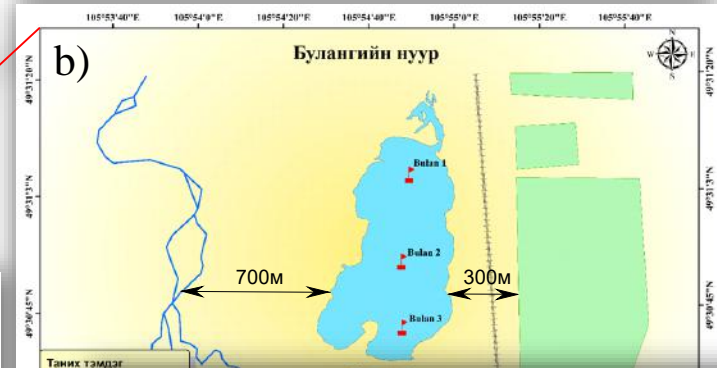 105°53'40"E 105°54'0"E 105°54'20"E 105°54'40"E 105°55'0"E 105°55'20"E 105°55'40"E
b) Булангийн нуур
N
W E
S
49°31'20"N 49°31'20"N
Bulan 1
49°31'3"N 49°31'3"N
Bulan 2
700м 300м
49°30'45"N 49°30'45"N
Bulan 3
Таних тэмдэг